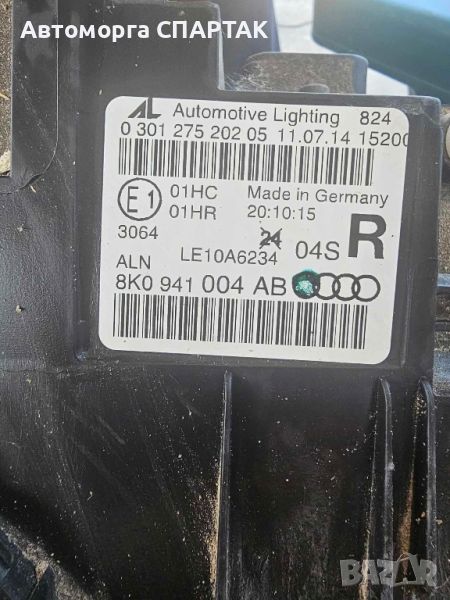 Автоморга СПАРТАК
AL Automotive Lighting 824
0 301 275 202 05 11.07.14 15200
E1 01HC Made in Germany
01HR 20:10:15
3064 24 04S R
ALN LE10A6234
8K0 941 004 AB
BAZAR